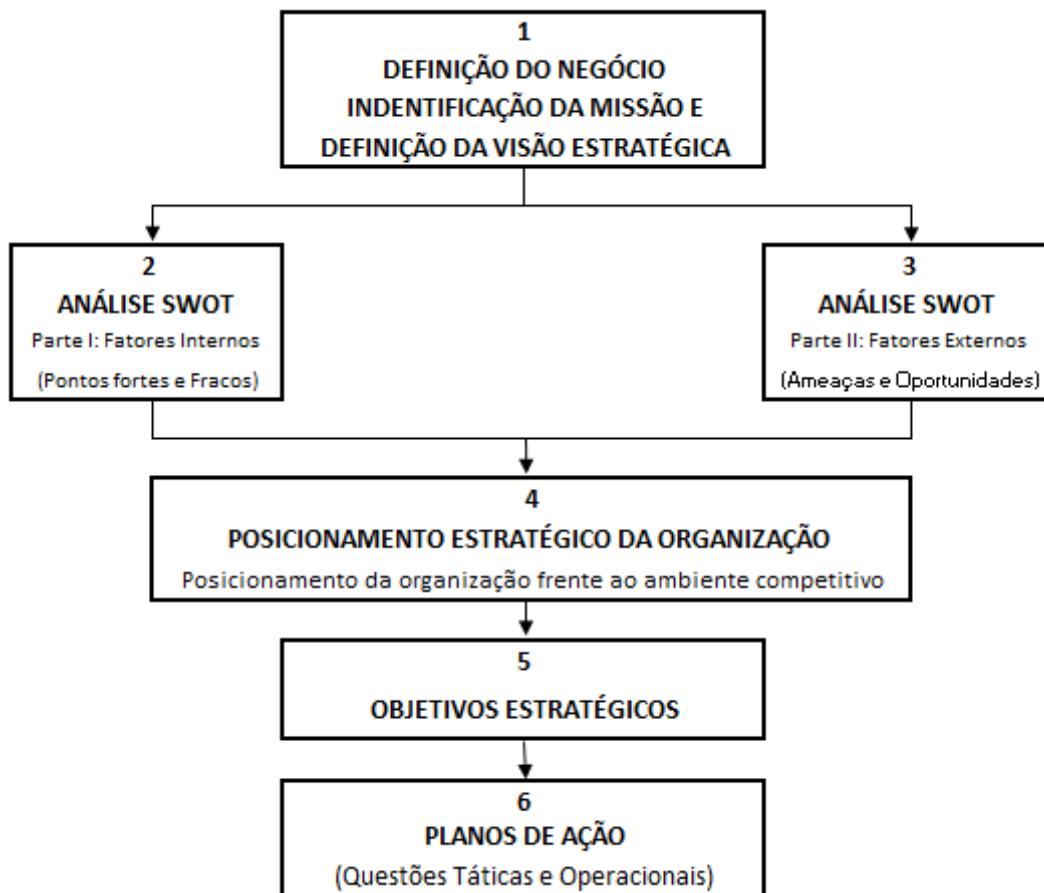 1
DEFINIÇÃO DO NEGÓCIO
INDENTIFICAÇÃO DA MISSÃO E
DEFINIÇÃO DA VISÃO ESTRATÉGICA
2
ANÁLISE SWOT
Parte I: Fatores Internos
(Pontos fortes e Fracos)
3
ANÁLISE SWOT
Parte II: Fatores Externos
(Ameaças e Oportunidades)
4
POSICIONAMENTO ESTRATÉGICO DA ORGANIZAÇÃO
Posicionamento da organização frente ao ambiente competitivo
5
OBJETIVOS ESTRATÉGICOS
6
PLANOS DE AÇÃO
(Questões Táticas e Operacionais)